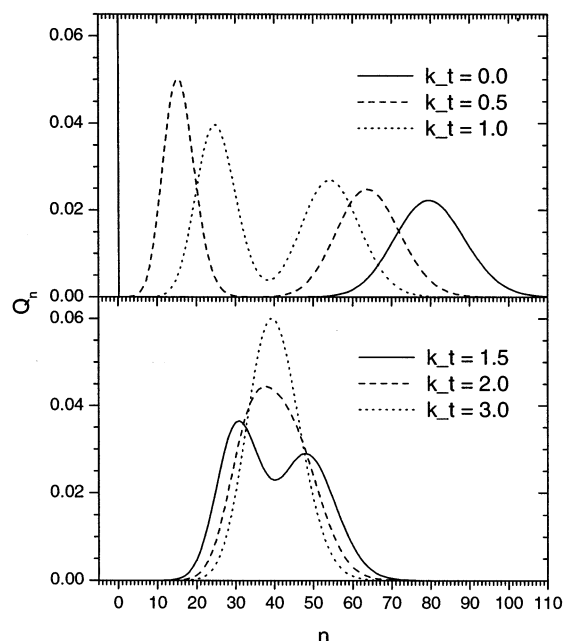 0.06
k_t = 0.0
k_t = 0.5
k_t = 1.0
0.04
0.02
0.00
Qn
0.06
k_t = 1.5
k_t = 2.0
k_t = 3.0
0.04
0.02
0.00
0 10 20 30 40 50 60 70 80 90 100 110
n